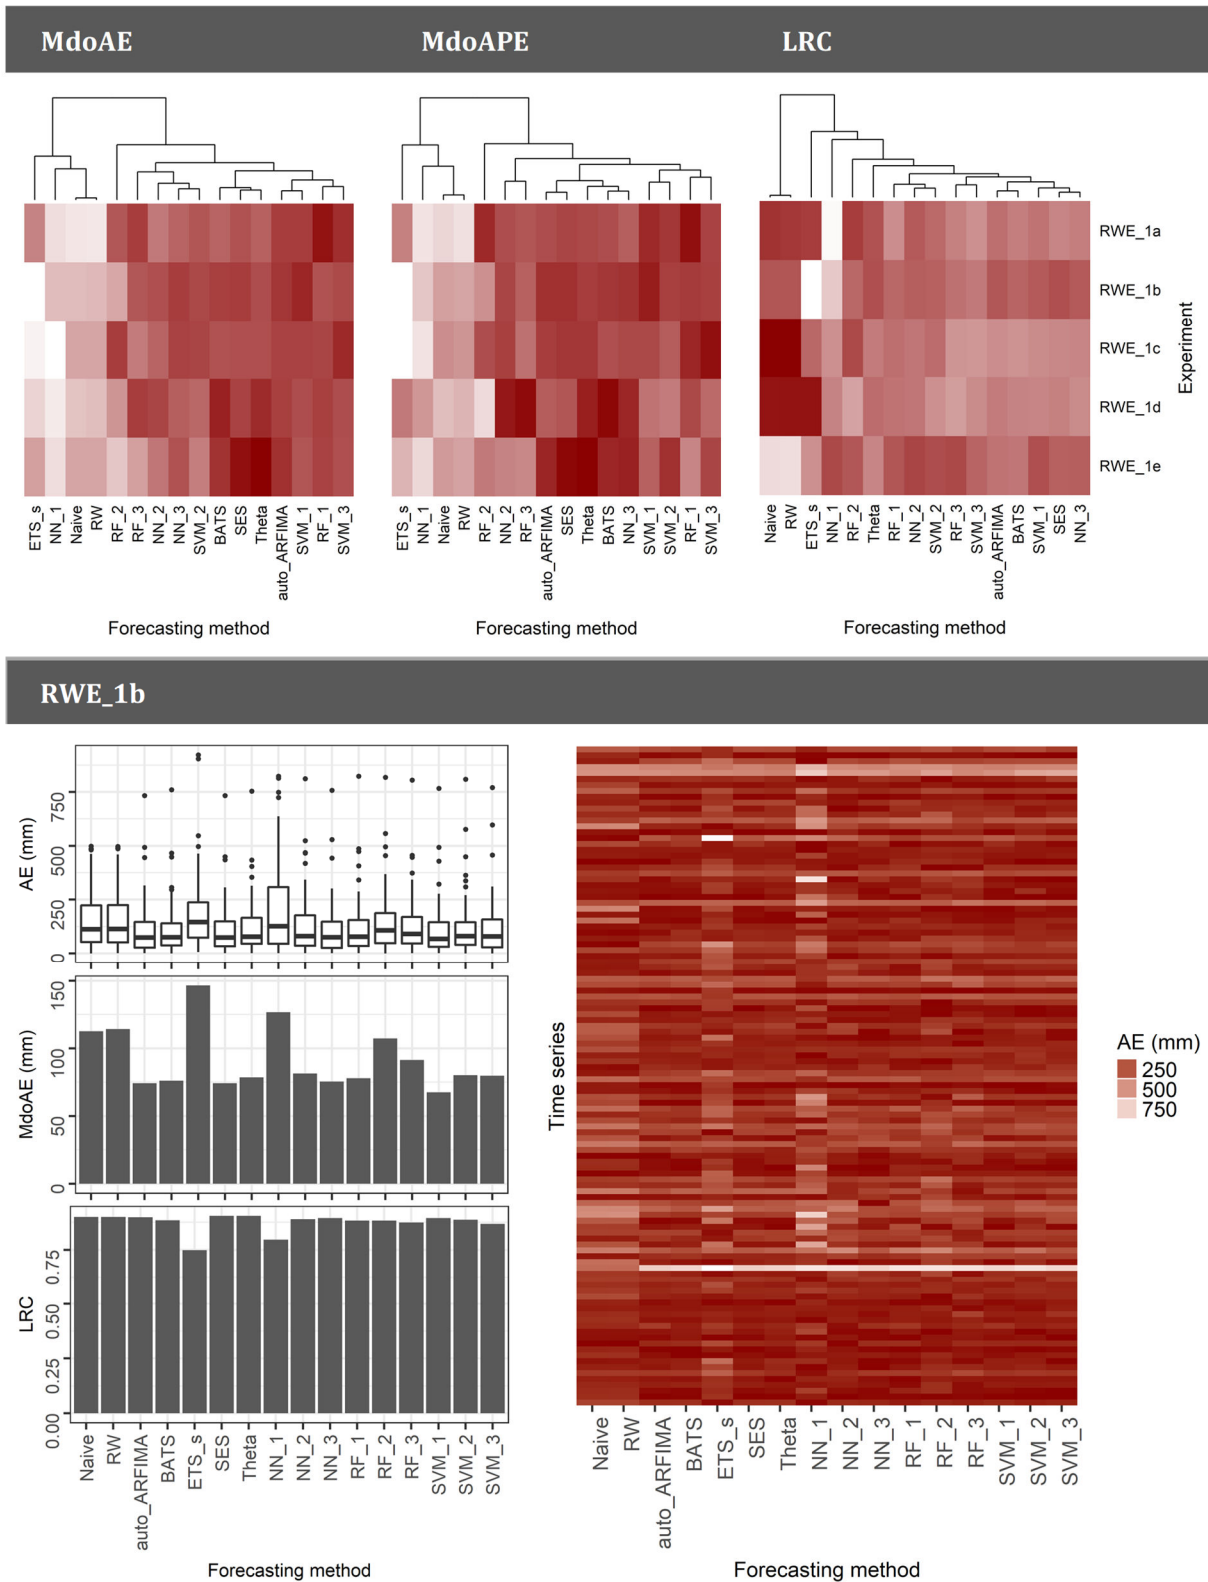 MdoAE MdoAPE LRC
RWE_1a
RWE_1b
RWE_1c
RWE_1d
RWE_1e
Experiment
ETS_s NN_1 Naive RW RF_2 RF_3 NN_2 NN_3 SVM_2 BATS SES Theta auto_ARFIMA SVM_1 RF_1 SVM_3
ETS_s NN_1 Naive RW RF_2 NN_2 RF_3 auto_ARFIMA SES Theta BATS NN_3 SVM_1 SVM_2 RF_1 SVM_3
Naive RW ETS_s NN_1 RF_2 Theta RF_1 NN_2 SVM_2 RF_3 SVM_3 auto_ARFIMA BATS SVM_1 SES NN_3
Forecasting method Forecasting method Forecasting method
RWE_1b
AE (mm)
750
500
250
0
MdoAE (mm)
150
100
50
0
LRC
0.75
0.50
0.25
0.00
Naive RW auto_ARFIMA BATS ETS_s SES Theta NN_1 NN_2 NN_3 RF_1 RF_2 RF_3 SVM_1 SVM_2 SVM_3
Forecasting method
Time series
Naive RW auto_ARFIMA BATS ETS_s SES Theta NN_1 NN_2 NN_3 RF_1 RF_2 RF_3 SVM_1 SVM_2 SVM_3
Forecasting method
AE (mm)
250
500
750